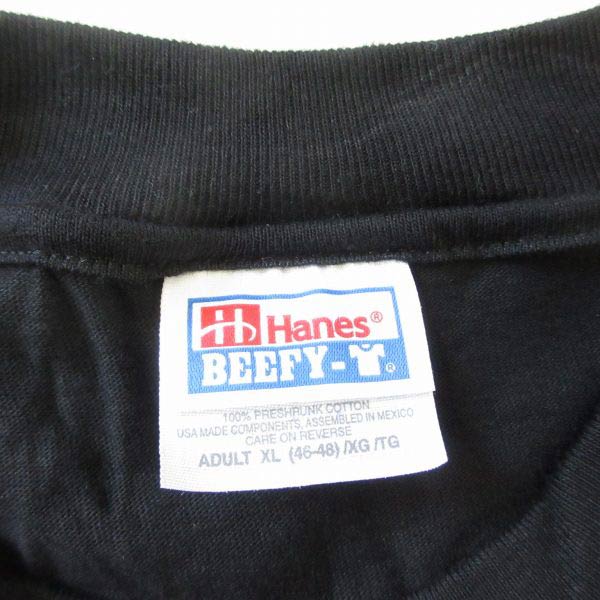 Hanes®
BEEFY-T®
100% PRESHRUNK COTTON
USA MADE COMPONENTS, ASSEMBLED IN MEXICO
CARE ON REVERSE
ADULT XL (46-48) /XG /TG